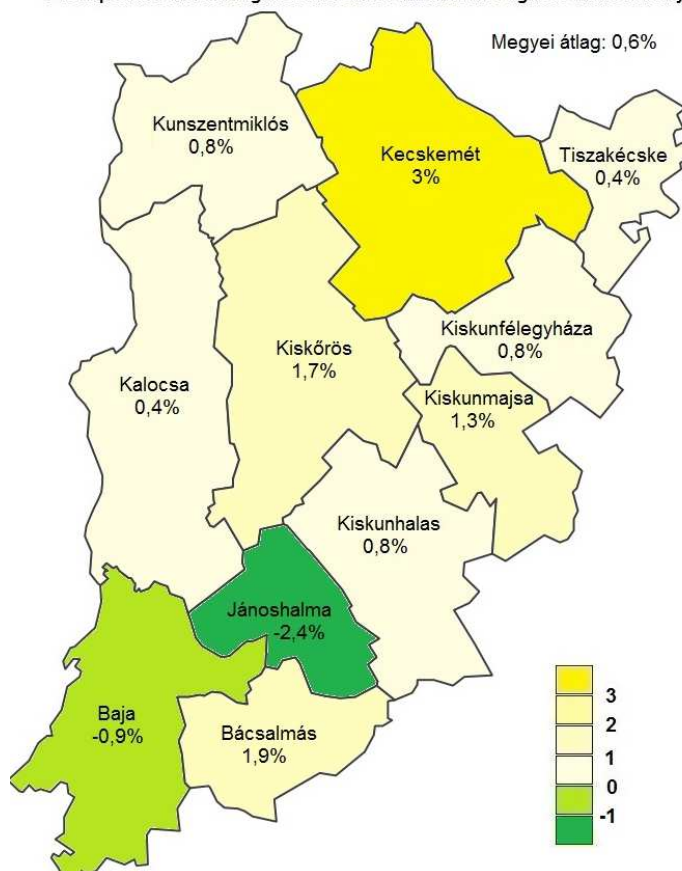 Megyei átlag: 0,6%
Kunszentmiklós
0,8%
Kecskemét
3%
Tiszakécske
0,4%
Kiskunfélegyháza
0,8%
Kiskőrös
1,7%
Kalocsa
0,4%
Kiskunmajsa
1,3%
Kiskunhalas
0,8%
Jánoshalma
-2,4%
Baja
-0,9%
Bácsalmás
1,9%
3
2
1
0
-1